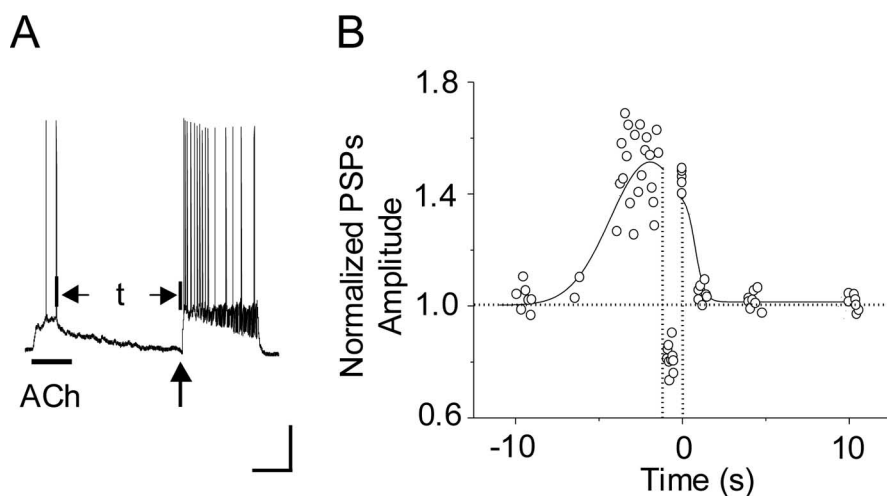 A
t
ACh
B
Normalized PSPs
Amplitude
1.8
1.4
1.0
0.6
-10
0
10
Time (s)